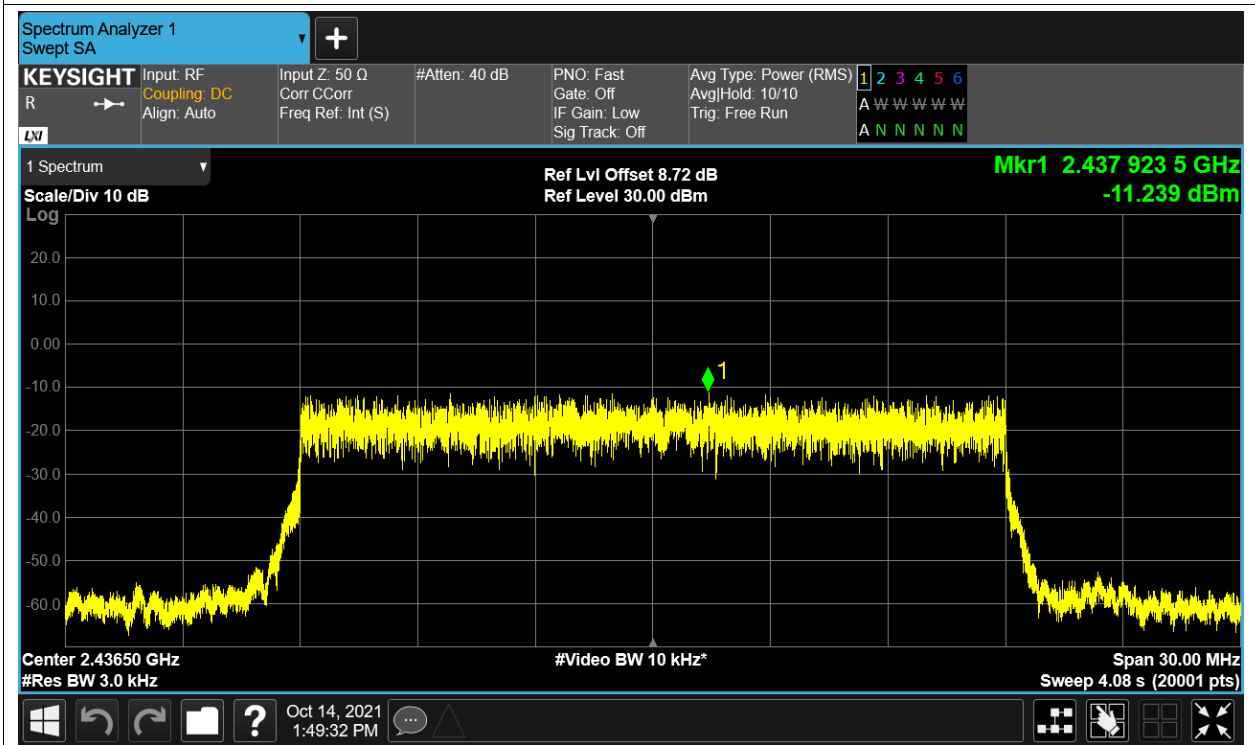 Spectrum Analyzer 1
Swept SA
KEYSIGHT
R
LXI
Input: RF
Coupling: DC
Align: Auto
Input Z: 50 Ω
Corr CCorr
Freq Ref: Int (S)
#Atten: 40 dB
PNO: Fast
Gate: Off
IF Gain: Low
Sig Track: Off
Avg Type: Power (RMS)
Avg|Hold: 10/10
Trig: Free Run
1 2 3 4 5 6
A W W W W W
A N N N N N
1 Spectrum
Scale/Div 10 dB
Log
Ref Lvl Offset 8.72 dB
Ref Level 30.00 dBm
Mkr1 2.437 923 5 GHz
-11.239 dBm
20.0
10.0
0.00
-10.0
-20.0
-30.0
-40.0
-50.0
-60.0
1
Center 2.43650 GHz
#Res BW 3.0 kHz
#Video BW 10 kHz*
Span 30.00 MHz
Sweep 4.08 s (20001 pts)
?
Oct 14, 2021
1:49:32 PM